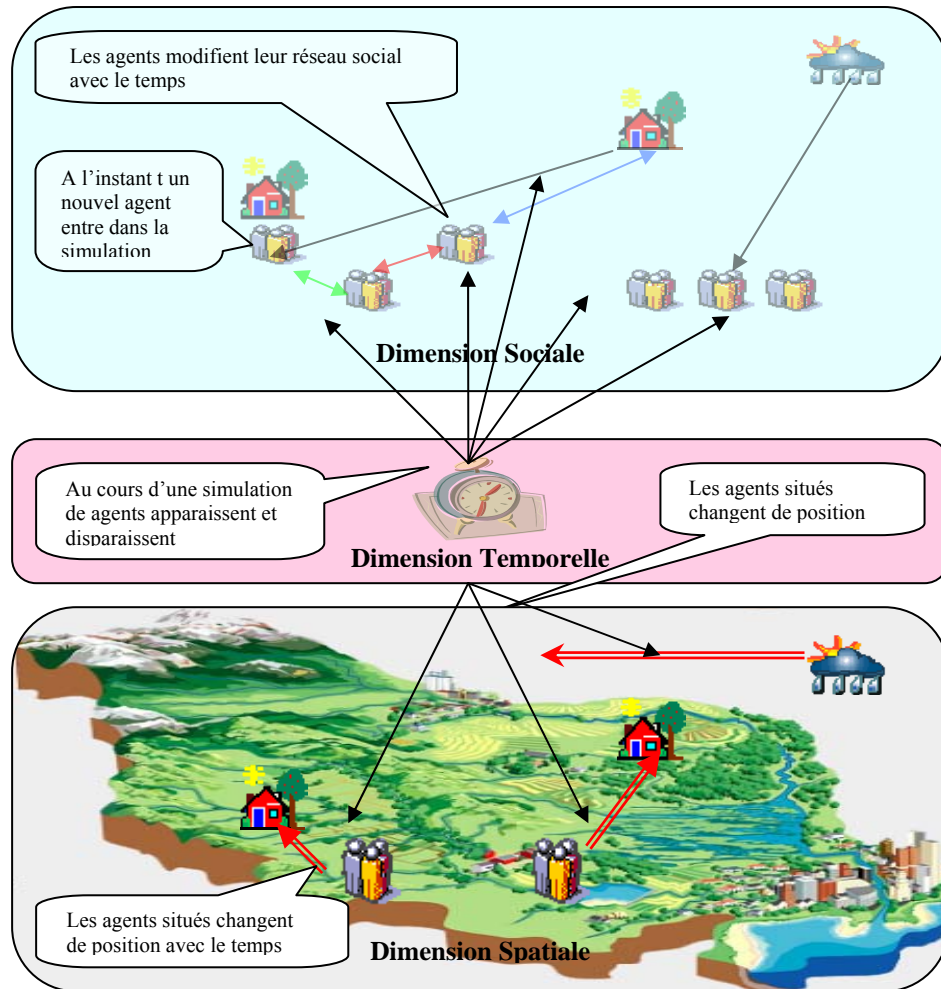 Les agents modifient leur réseau social
avec le temps
A l’instant t un
nouvel agent
entre dans la
simulation
Dimension Sociale
Au cours d’une simulation
de agents apparaissent et
disparaissent
Les agents situés
changent de position
Dimension Temporelle
Les agents situés changent
de position avec le temps
Dimension Spatiale